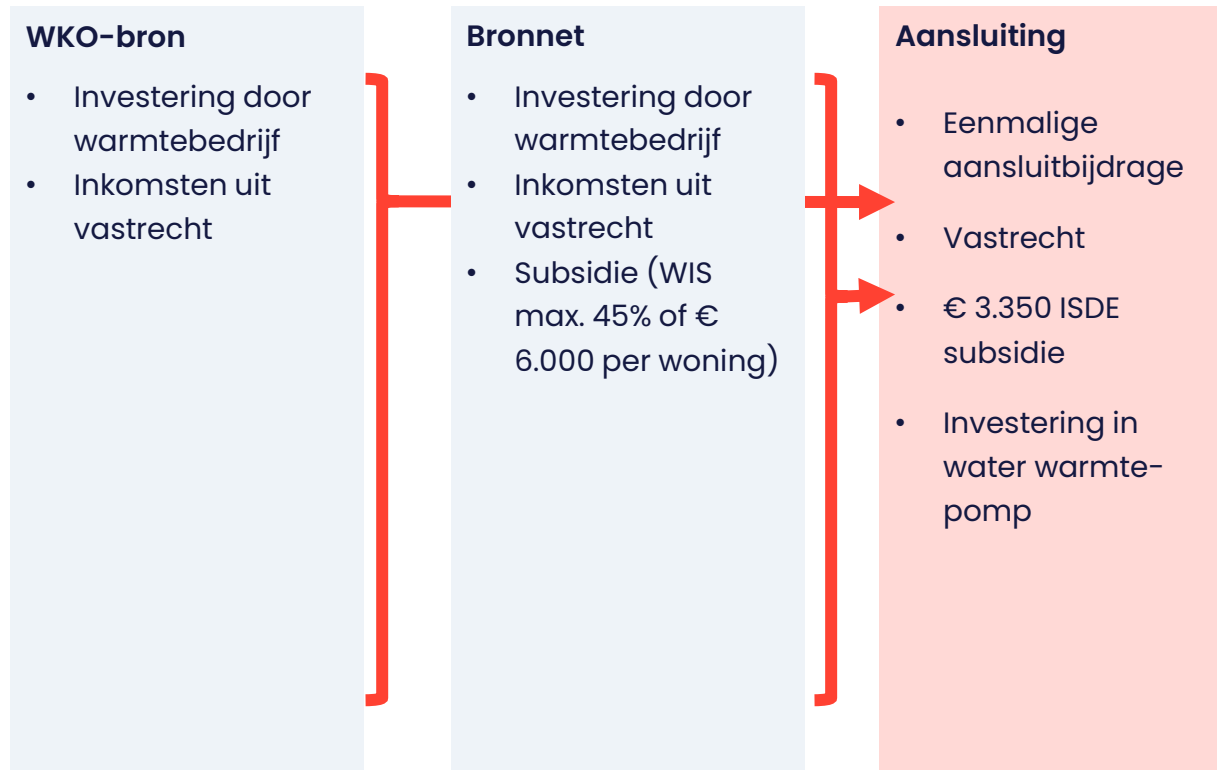 WKO-bron
• Investering door
warmtebedrijf
• Inkomsten uit
vastrecht
Bronnet
• Investering door
warmtebedrijf
• Inkomsten uit
vastrecht
• Subsidie (WIS
max. 45% of €
6.000 per woning)
Aansluiting
• Eenmalige
aansluitbijdrage
• Vastrecht
• € 3.350 ISDE
subsidie
• Investering in
water warmte-
pomp